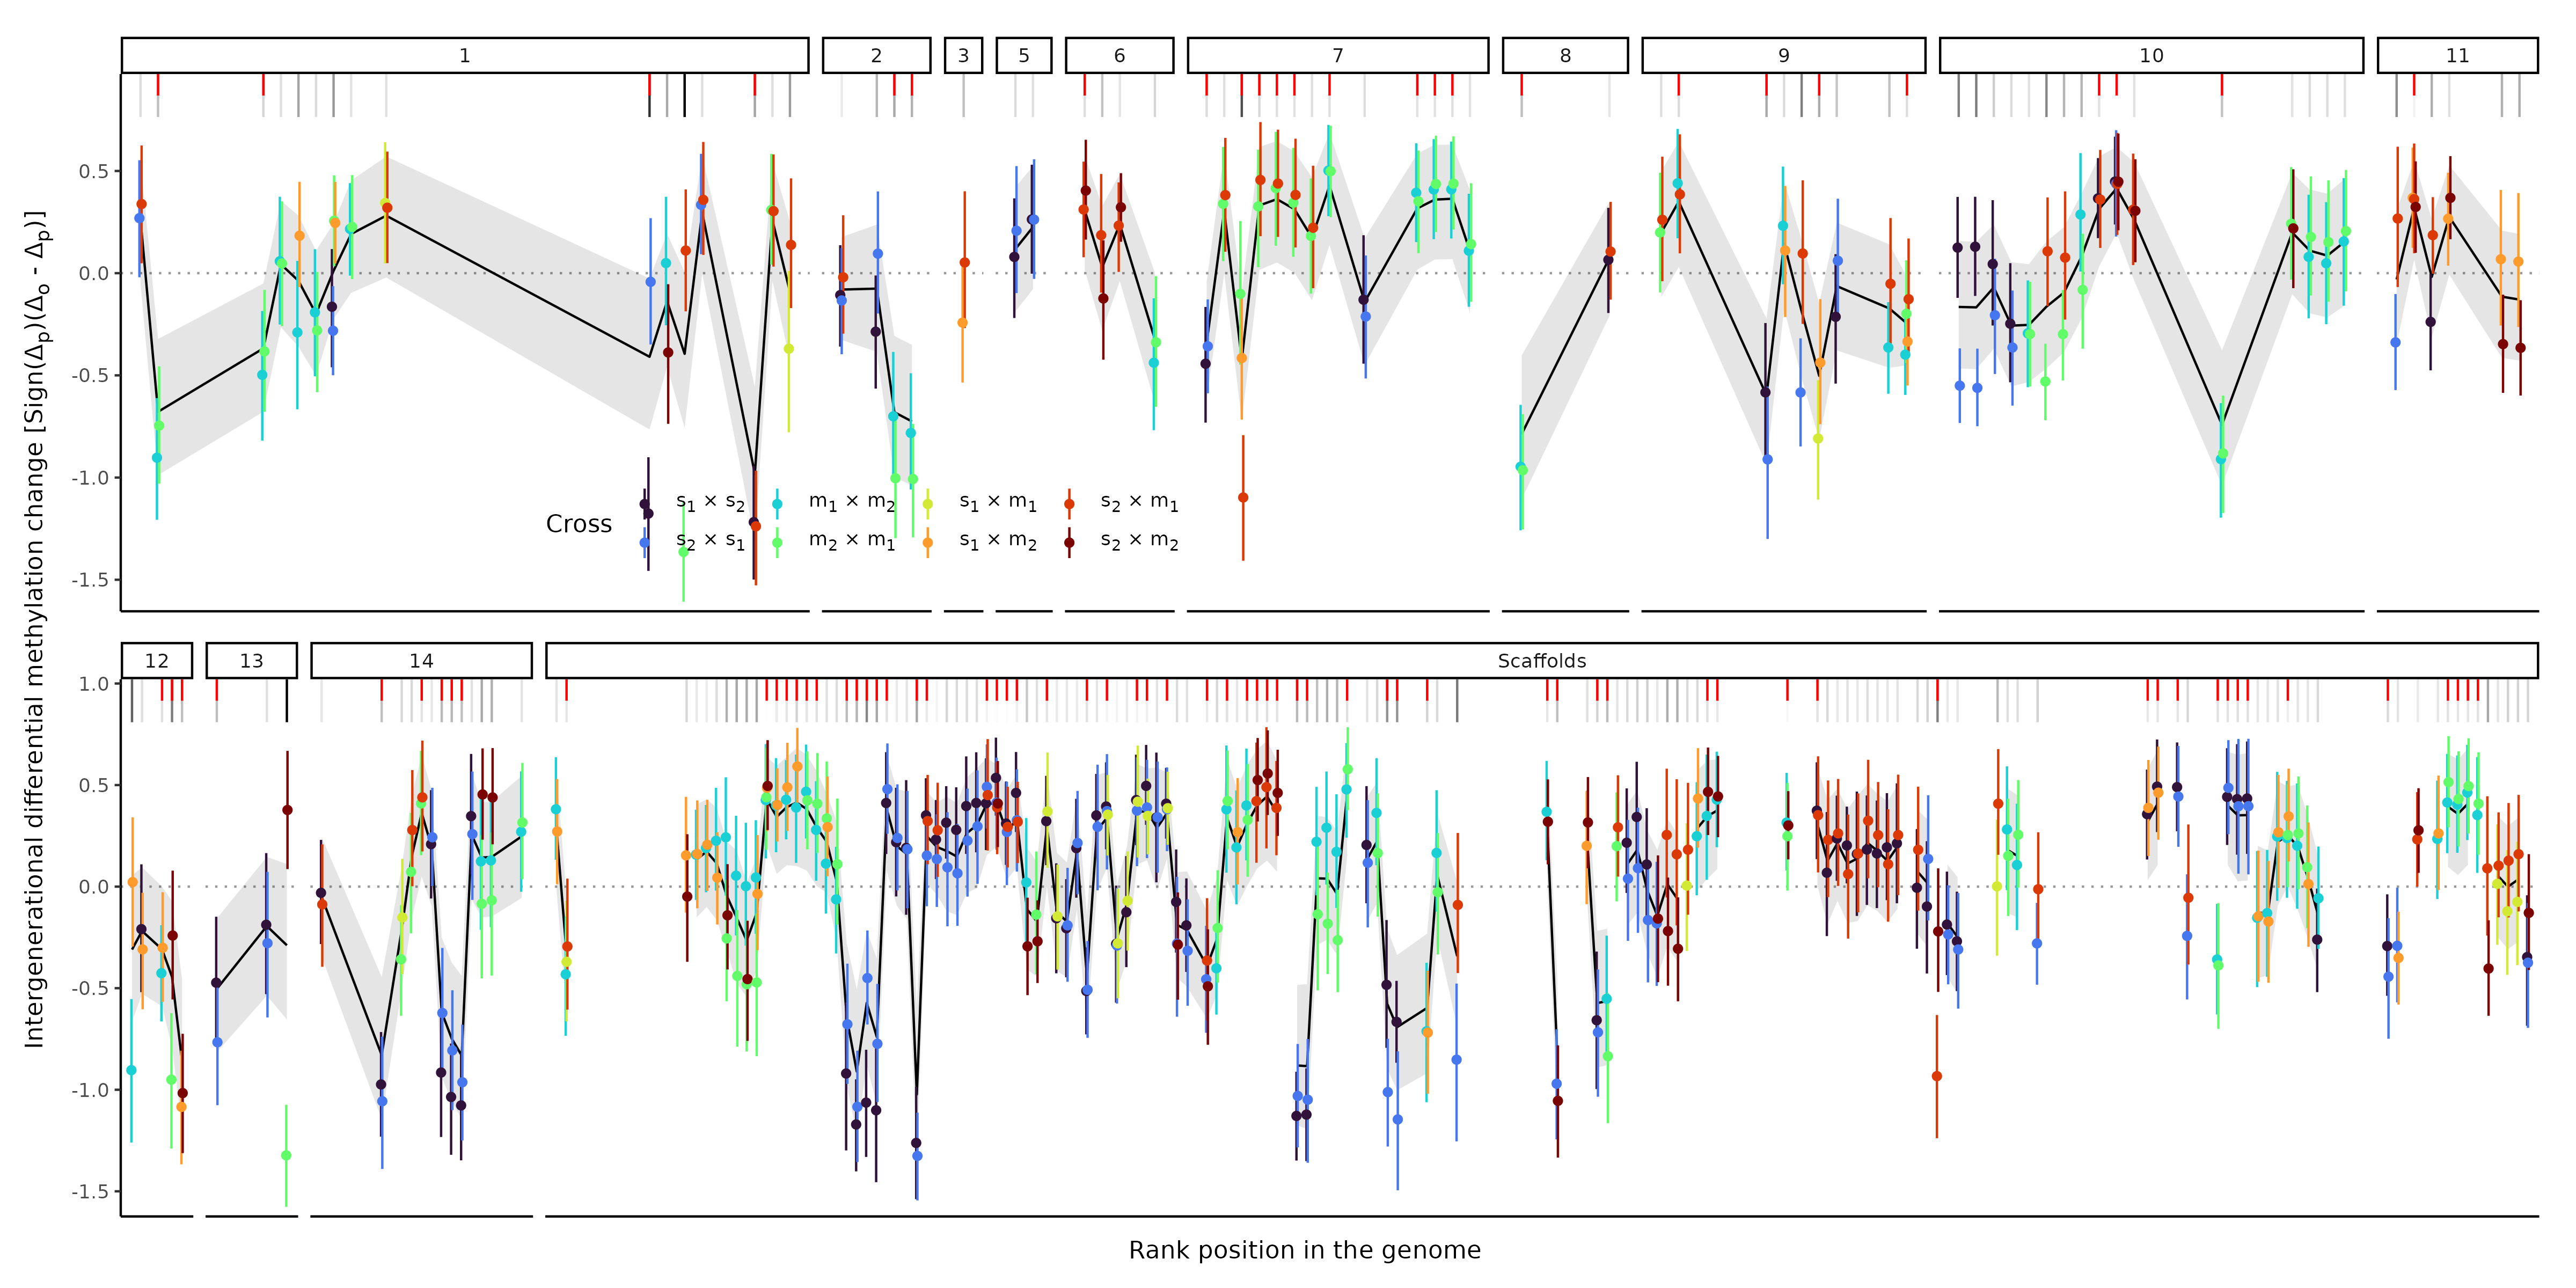 1 2 3 5 6 7 8 9 10 11
0.5
0.0
-0.5
-1.0
-1.5
Cross
s1 × s2 m1 × m2 s1 × m1 s2 × m1
s2 × s1 m2 × m1 s1 × m2 s2 × m2
Intergenerational differential methylation change [Sign(Δp)(Δo - Δp)]
12 13 14 Scaffolds
1.0
0.5
0.0
-0.5
-1.0
-1.5
Rank position in the genome